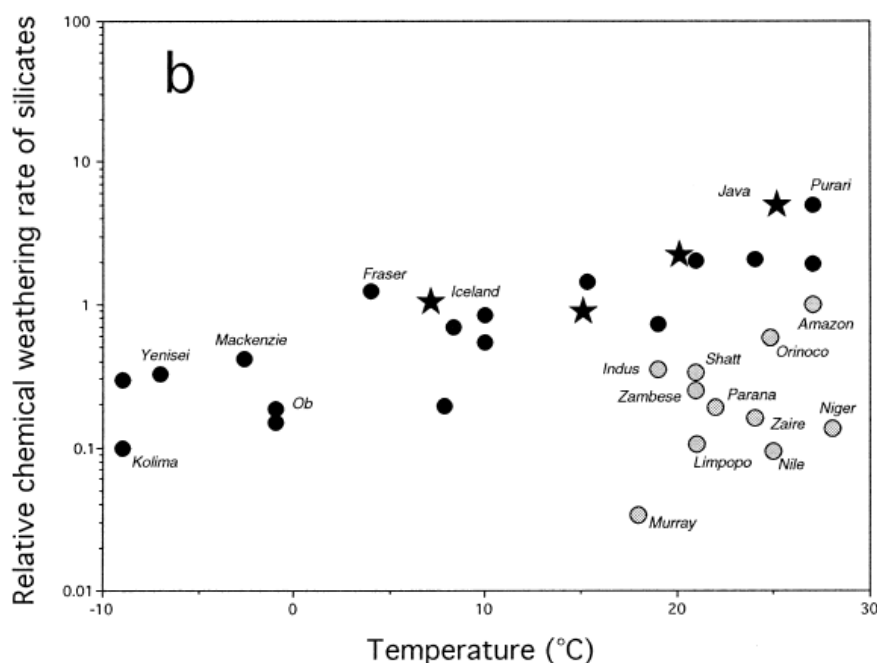 Relative chemical weathering rate of silicates
b
100
10
1
0.1
0.01
Java
Purari
Fraser
Iceland
Amazon
Yenisei
Mackenzie
Orinoco
Indus
Shatt
Zambese
Parana
Ob
Niger
Zaire
Kolima
Limpopo
Nile
Murray
-10
0
10
20
30
Temperature (°C)